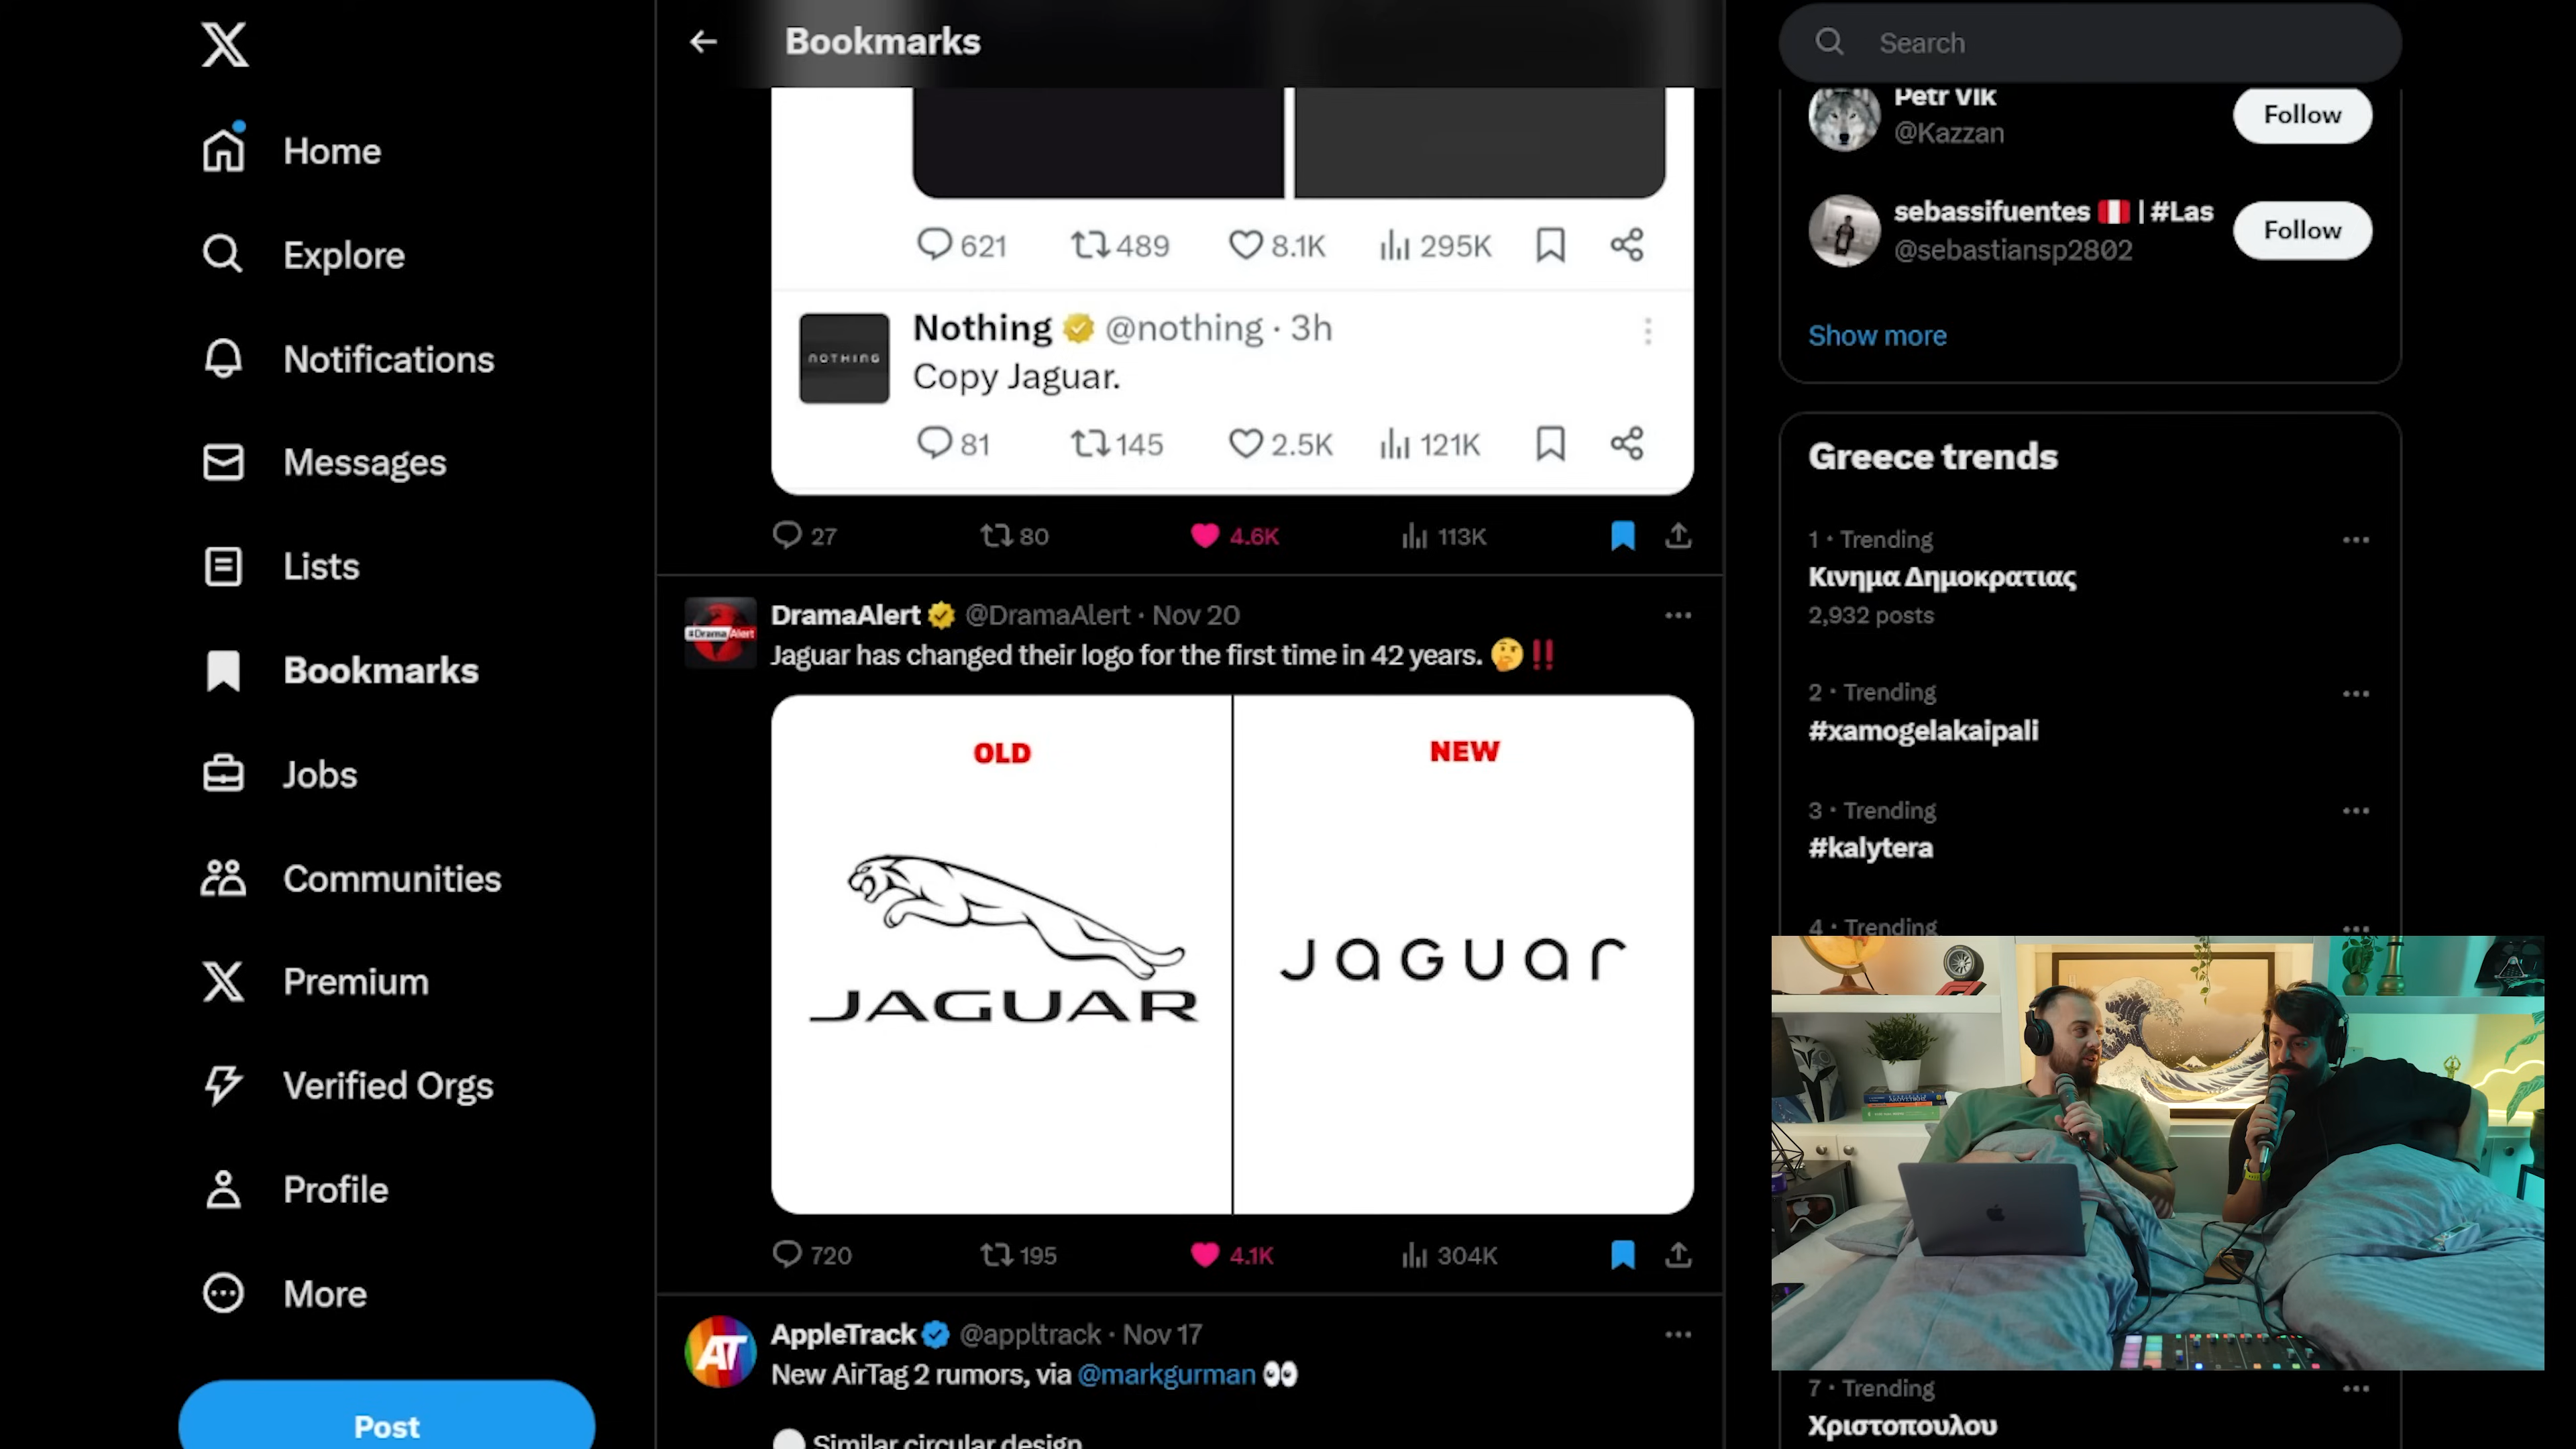 Home
Explore
Notifications
Messages
Lists
Bookmarks
Jobs
Communities
Premium
Verified Orgs
Profile
More
Post
Bookmarks
621 489 8.1K 295K
NOTHING
Nothing @nothing · 3h
Copy Jaguar.
81 145 2.5K 121K
27 80 4.6K 113K
#DramaAlert
DramaAlert @DramaAlert · Nov 20
Jaguar has changed their logo for the first time in 42 years. 🤔‼️
OLD
JAGUAR
NEW
JaGUar
720 195 4.1K 304K
AT
AppleTrack @appltrack · Nov 17
New AirTag 2 rumors, via @markgurman 👀
Similar circular design
Search
Petr Vlk
@Kazzan
Follow
sebassifuentes 🇵🇪 | #Las
@sebastiansp2802
Follow
Show more
Greece trends
1 · Trending
Κινημα Δημοκρατιας
2,932 posts
2 · Trending
#xamogelakaipali
3 · Trending
#kalytera
4 · Trending
7 · Trending
Χριστοπουλου